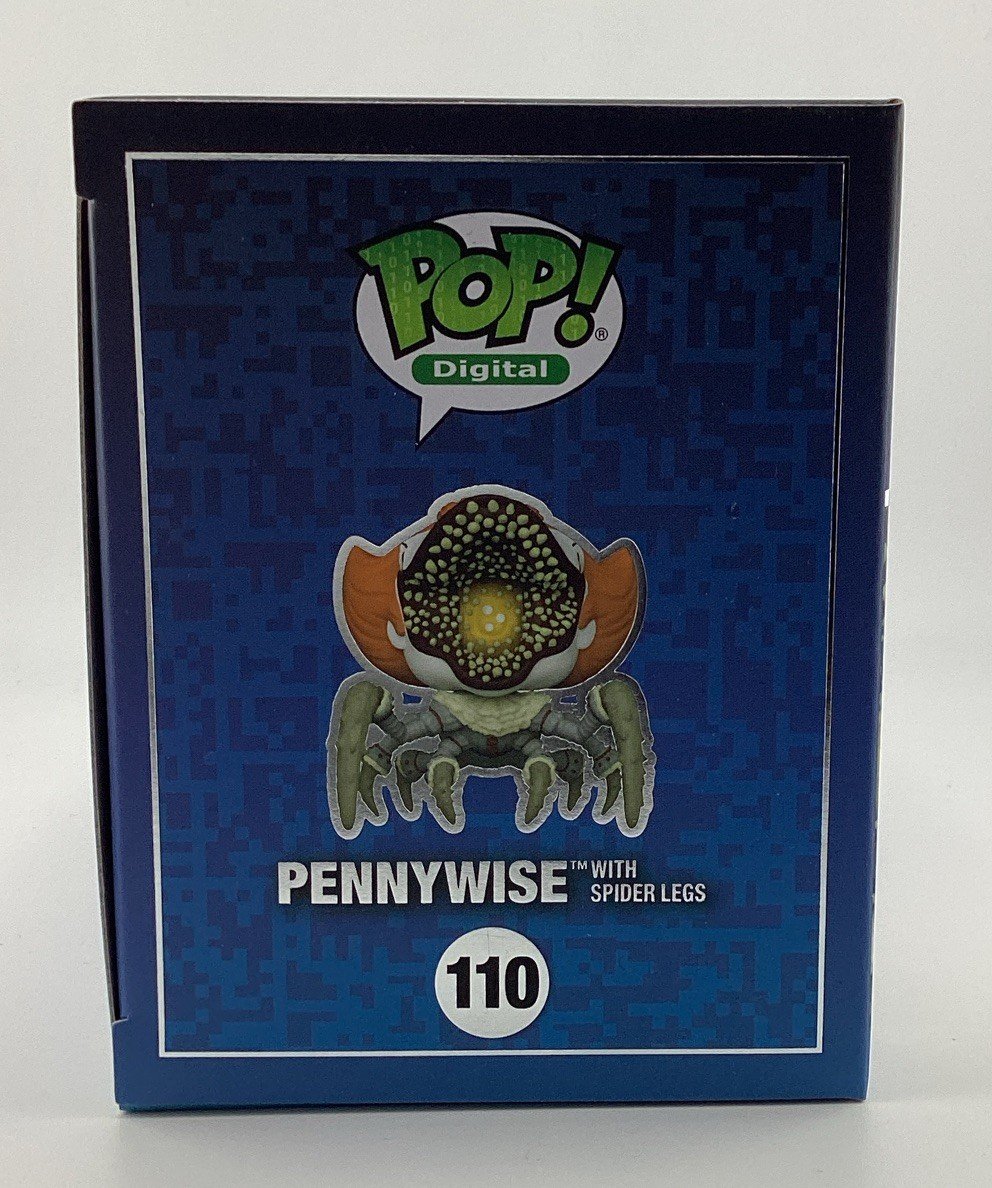 POP!®
Digital
PENNYWISE™ WITH
SPIDER LEGS
110